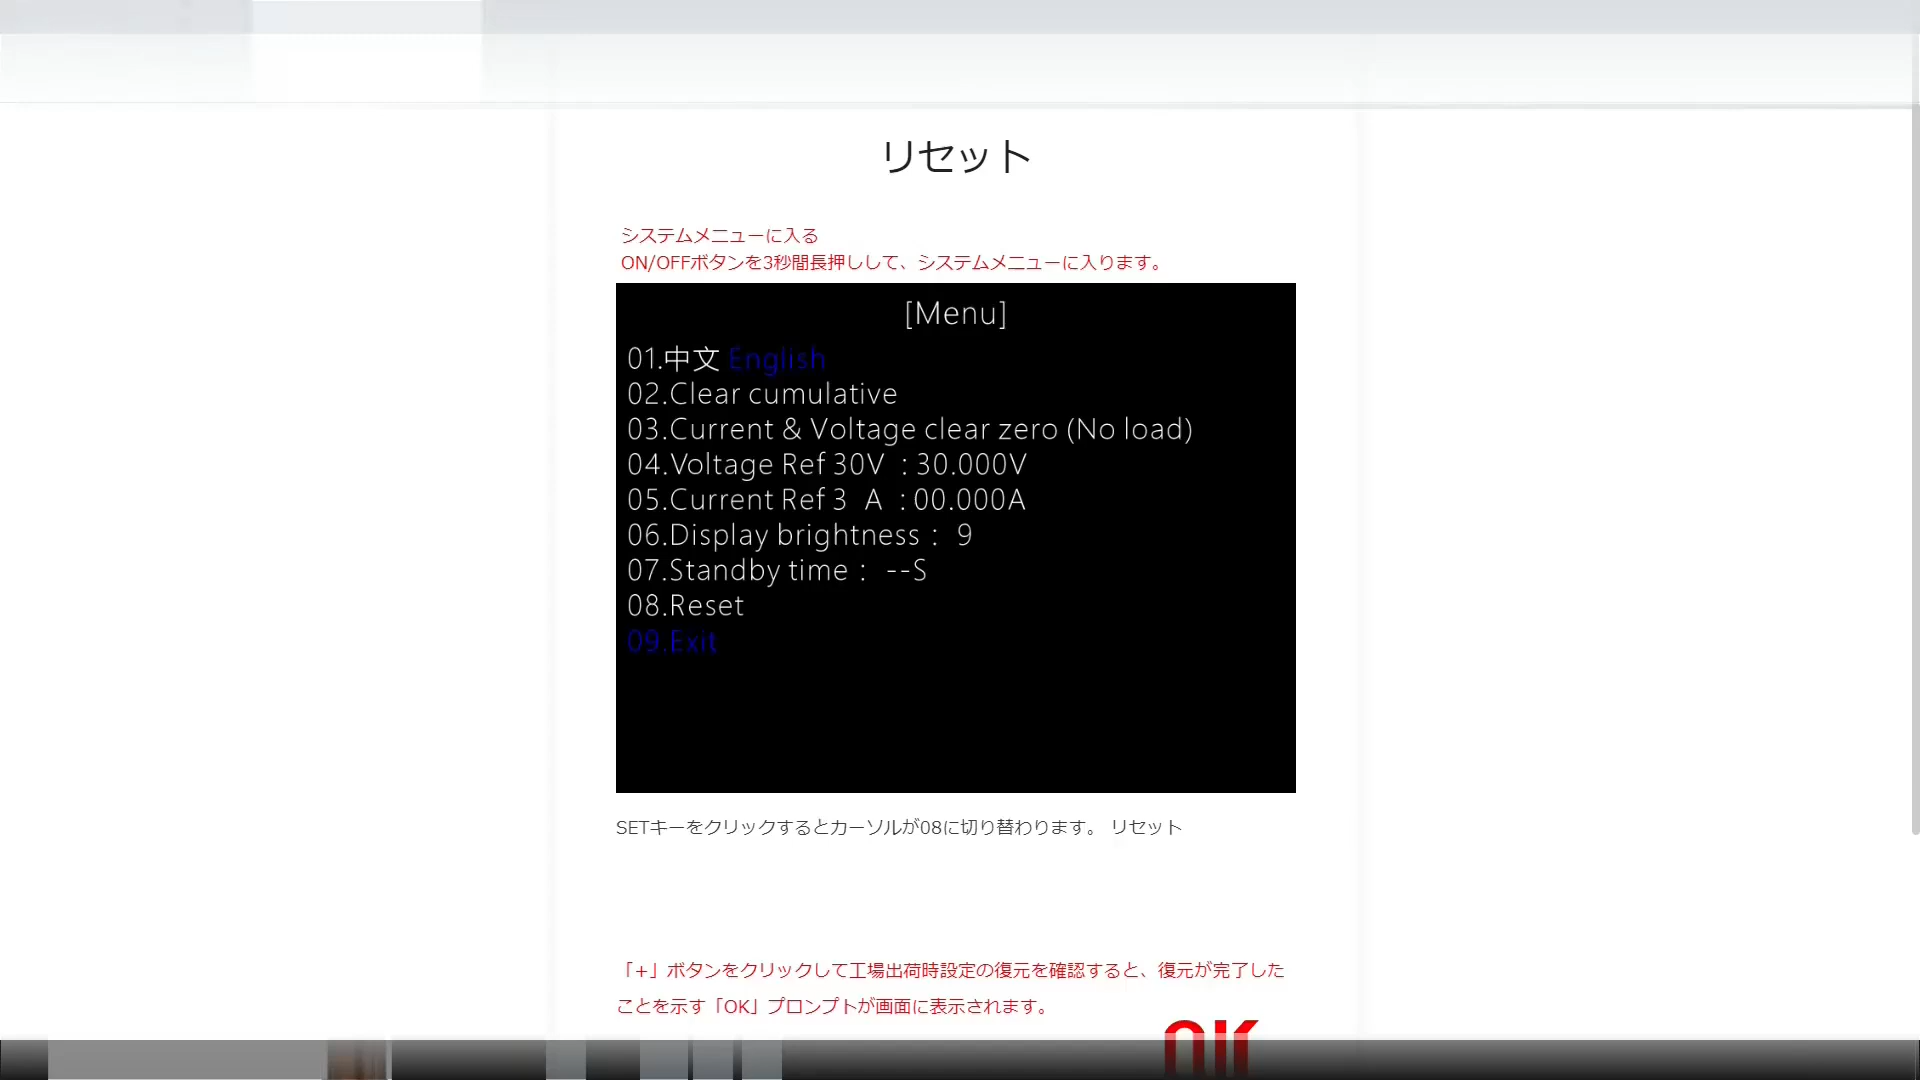 リセット
システムメニューに入る
ON/OFFボタンを3秒間長押しして、システムメニューに入ります。
[Menu]
01.中文 English
02.Clear cumulative
03.Current & Voltage clear zero (No load)
04.Voltage Ref 30V : 30.000V
05.Current Ref 3 A : 00.000A
06.Display brightness : 9
07.Standby time : --S
08.Reset
09.Exit
SETキーをクリックするとカーソルが08に切り替わります。 リセット
「+」ボタンをクリックして工場出荷時設定の復元を確認すると、復元が完了した
ことを示す「OK」プロンプトが画面に表示されます。
OK